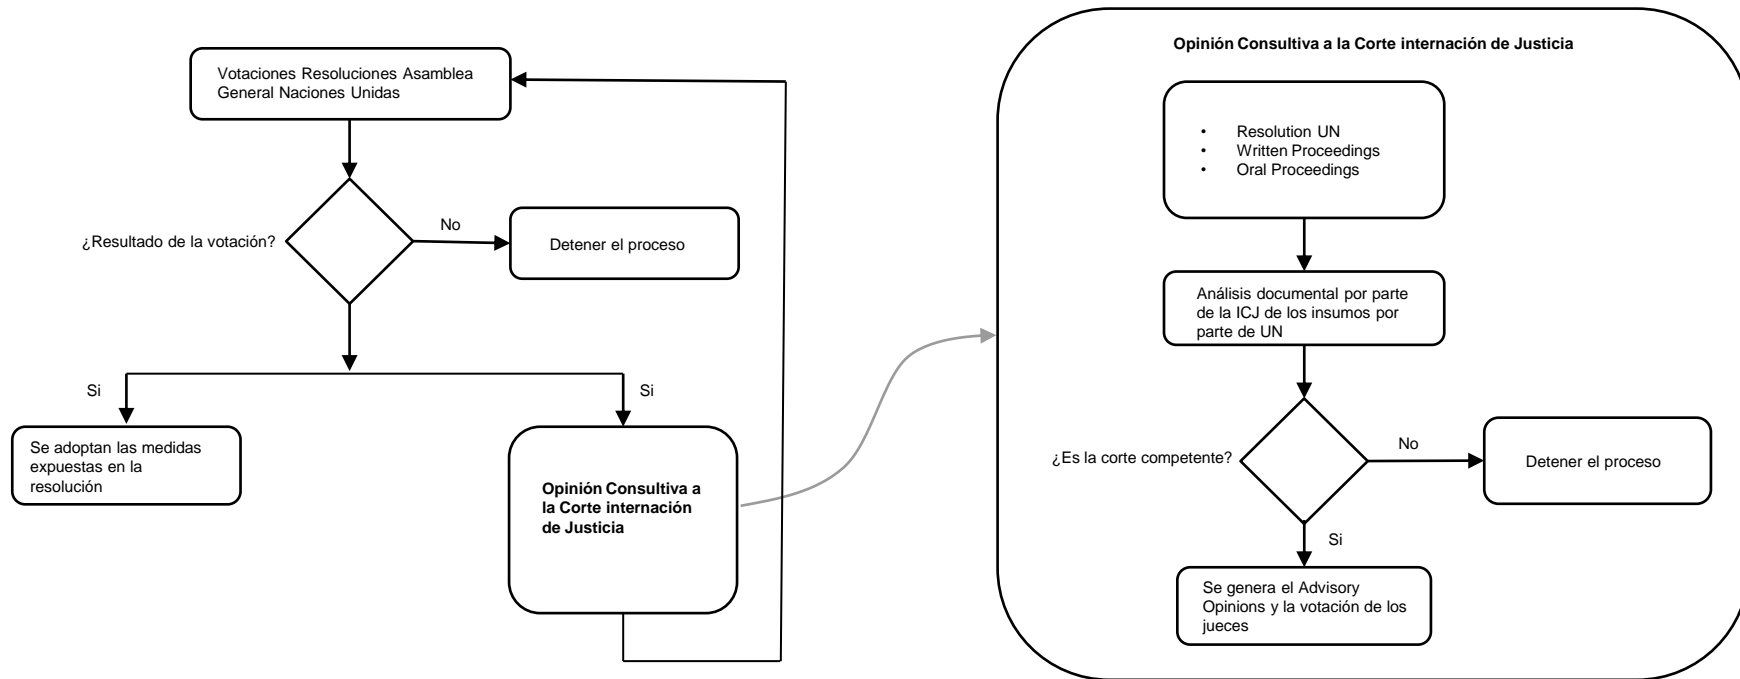 Votaciones Resoluciones Asamblea
General Naciones Unidas
¿Resultado de la votación?
No
Detener el proceso
Si
Si
Se adoptan las medidas
expuestas en la
resolución
Opinión Consultiva a
la Corte internación
de Justicia
Opinión Consultiva a la Corte internación de Justicia
• Resolution UN
• Written Proceedings
• Oral Proceedings
Análisis documental por parte
de la ICJ de los insumos por
parte de UN
¿Es la corte competente?
No
Detener el proceso
Si
Se genera el Advisory
Opinions y la votación de los
jueces